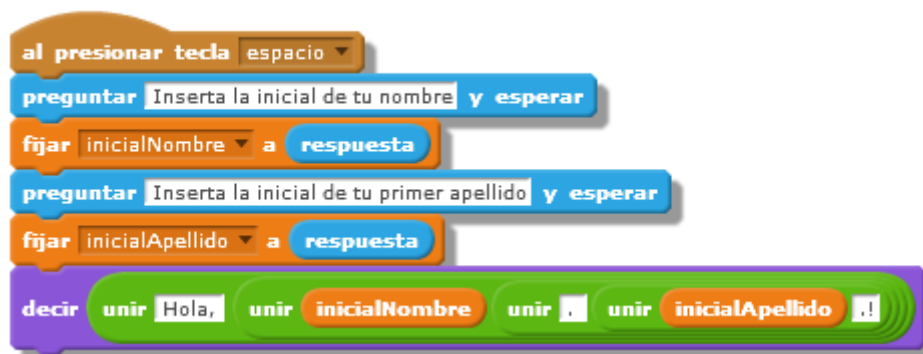 al presionar tecla espacio
preguntar Inserta la inicial de tu nombre y esperar
fijar inicialNombre a respuesta
preguntar Inserta la inicial de tu primer apellido y esperar
fijar inicialApellido a respuesta
decir unir Hola, unir inicialNombre unir . unir inicialApellido .!